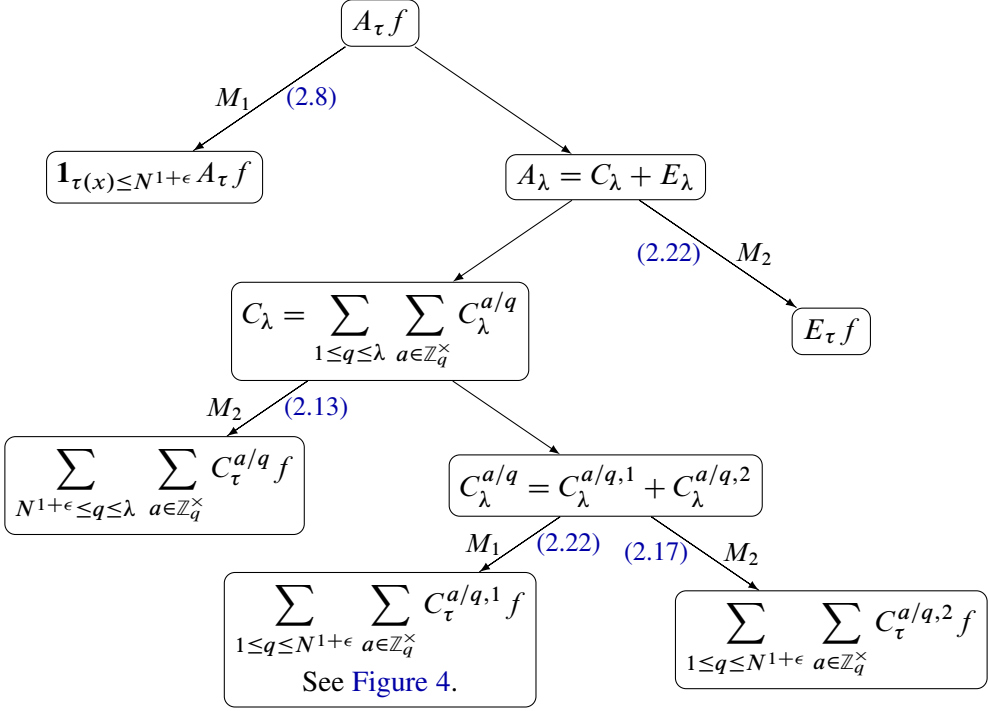 A_τ f
M_1 (2.8)
1_{τ(x)≤N^{1+ϵ}} A_τ f
A_λ = C_λ + E_λ
(2.22) M_2
C_λ = ∑_{1≤q≤λ} ∑_{a∈ℤ_q^×} C_λ^{a/q}
E_τ f
M_2 (2.13)
∑_{N^{1+ϵ}≤q≤λ} ∑_{a∈ℤ_q^×} C_τ^{a/q} f
C_λ^{a/q} = C_λ^{a/q,1} + C_λ^{a/q,2}
M_1 (2.22) (2.17) M_2
∑_{1≤q≤N^{1+ϵ}} ∑_{a∈ℤ_q^×} C_τ^{a/q,1} f
See Figure 4.
∑_{1≤q≤N^{1+ϵ}} ∑_{a∈ℤ_q^×} C_τ^{a/q,2} f